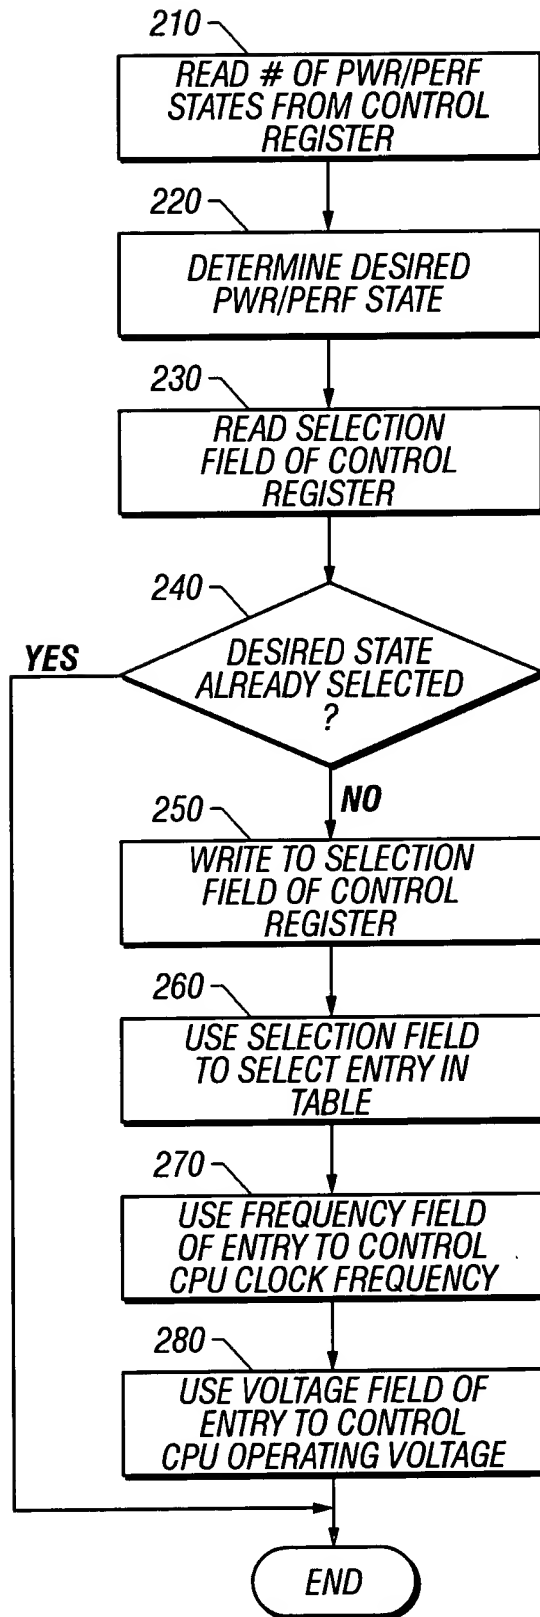 210
READ # OF PWR/PERF
STATES FROM CONTROL
REGISTER
220
DETERMINE DESIRED
PWR/PERF STATE
230
READ SELECTION
FIELD OF CONTROL
REGISTER
240
YES
DESIRED STATE
ALREADY SELECTED
?
NO
250
WRITE TO SELECTION
FIELD OF CONTROL
REGISTER
260
USE SELECTION FIELD
TO SELECT ENTRY IN
TABLE
270
USE FREQUENCY FIELD
OF ENTRY TO CONTROL
CPU CLOCK FREQUENCY
280
USE VOLTAGE FIELD OF
ENTRY TO CONTROL
CPU OPERATING VOLTAGE
END